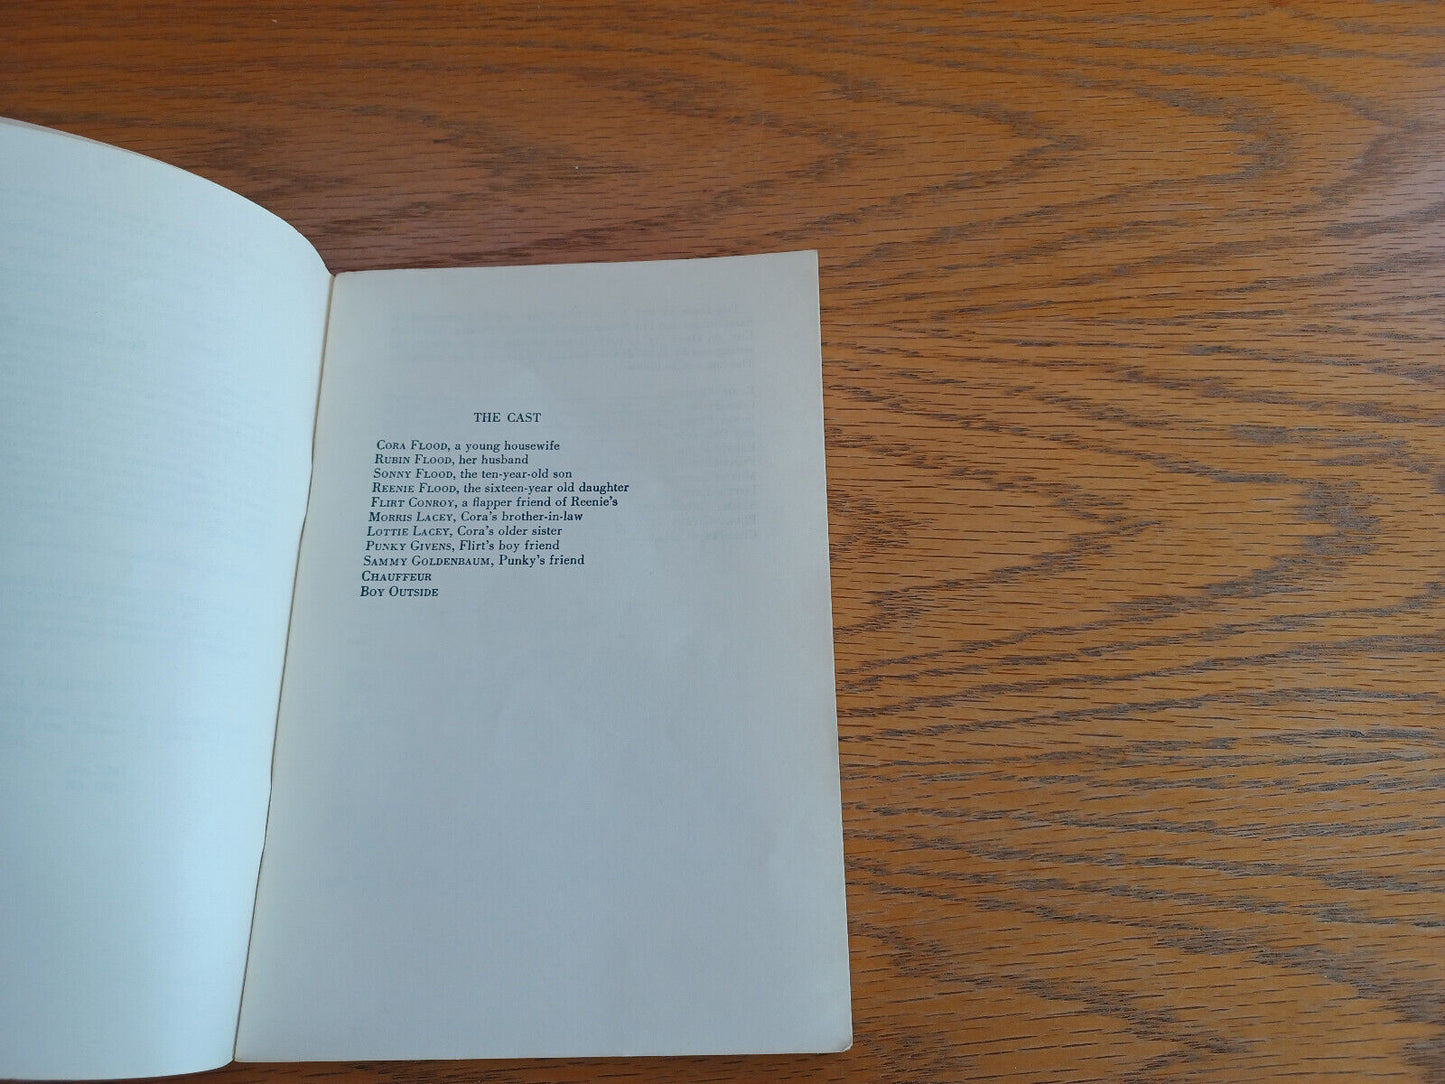 THE CAST
CORA FLOOD, a young housewife
RUBIN FLOOD, her husband
SONNY FLOOD, the ten-year-old son
REENIE FLOOD, the sixteen-year old daughter
FLIRT CONROY, a flapper friend of Reenie's
MORRIS LACEY, Cora's brother-in-law
LOTTIE LACEY, Cora's older sister
PUNKY GIVENS, Flirt's boy friend
SAMMY GOLDENBAUM, Punky's friend
CHAUFFEUR
BOY OUTSIDE